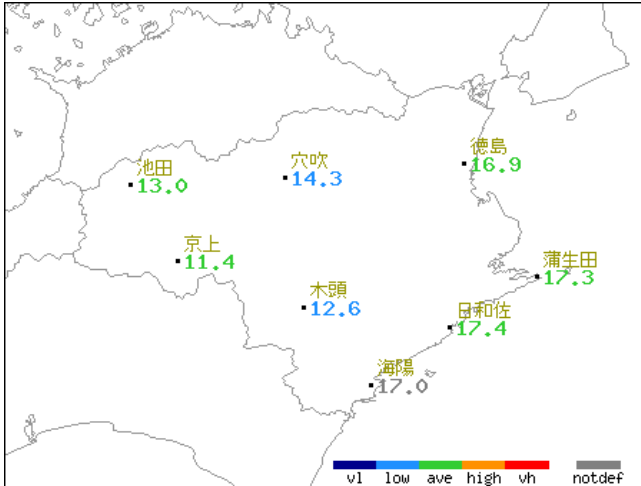 徳島
16.9
穴吹
14.3
池田
13.0
京上
11.4
蒲生田
17.3
木頭
12.6
日和佐
17.4
海陽
17.0
vl low ave high vh notdef